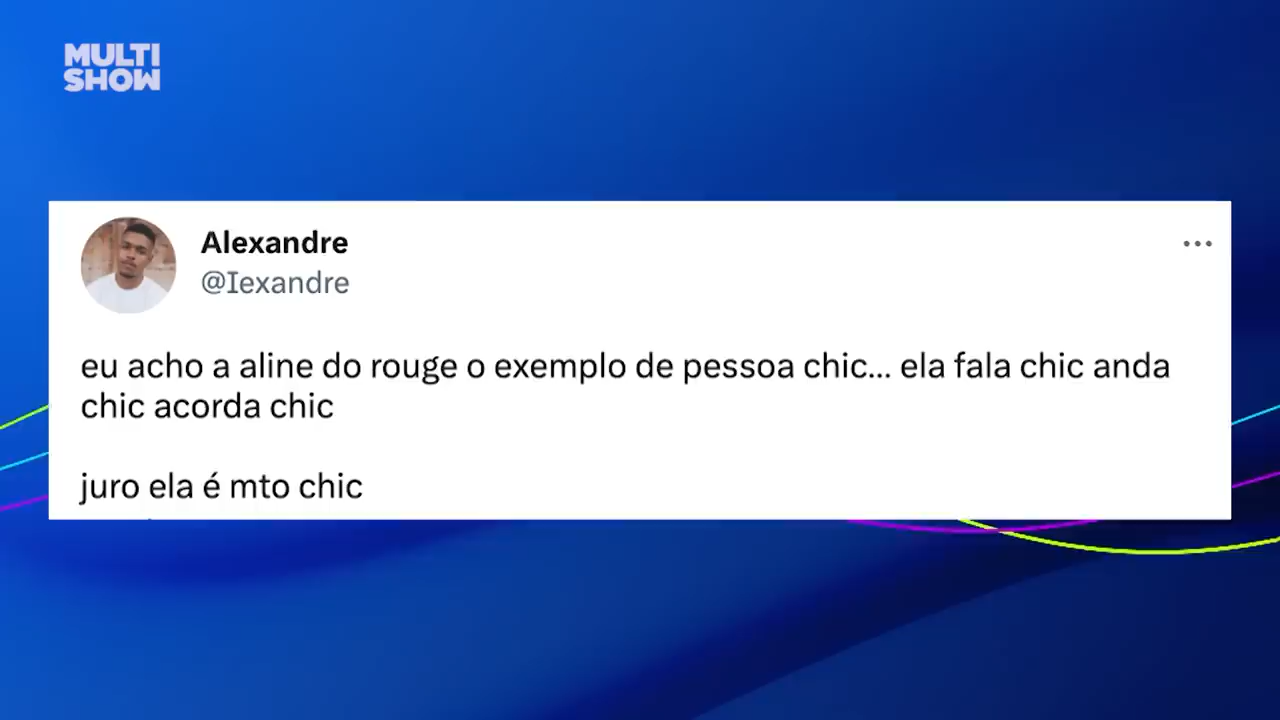 MULTI
SHOW
Alexandre
@Iexandre
eu acho a aline do rouge o exemplo de pessoa chic... ela fala chic anda
chic acorda chic
juro ela é mto chic